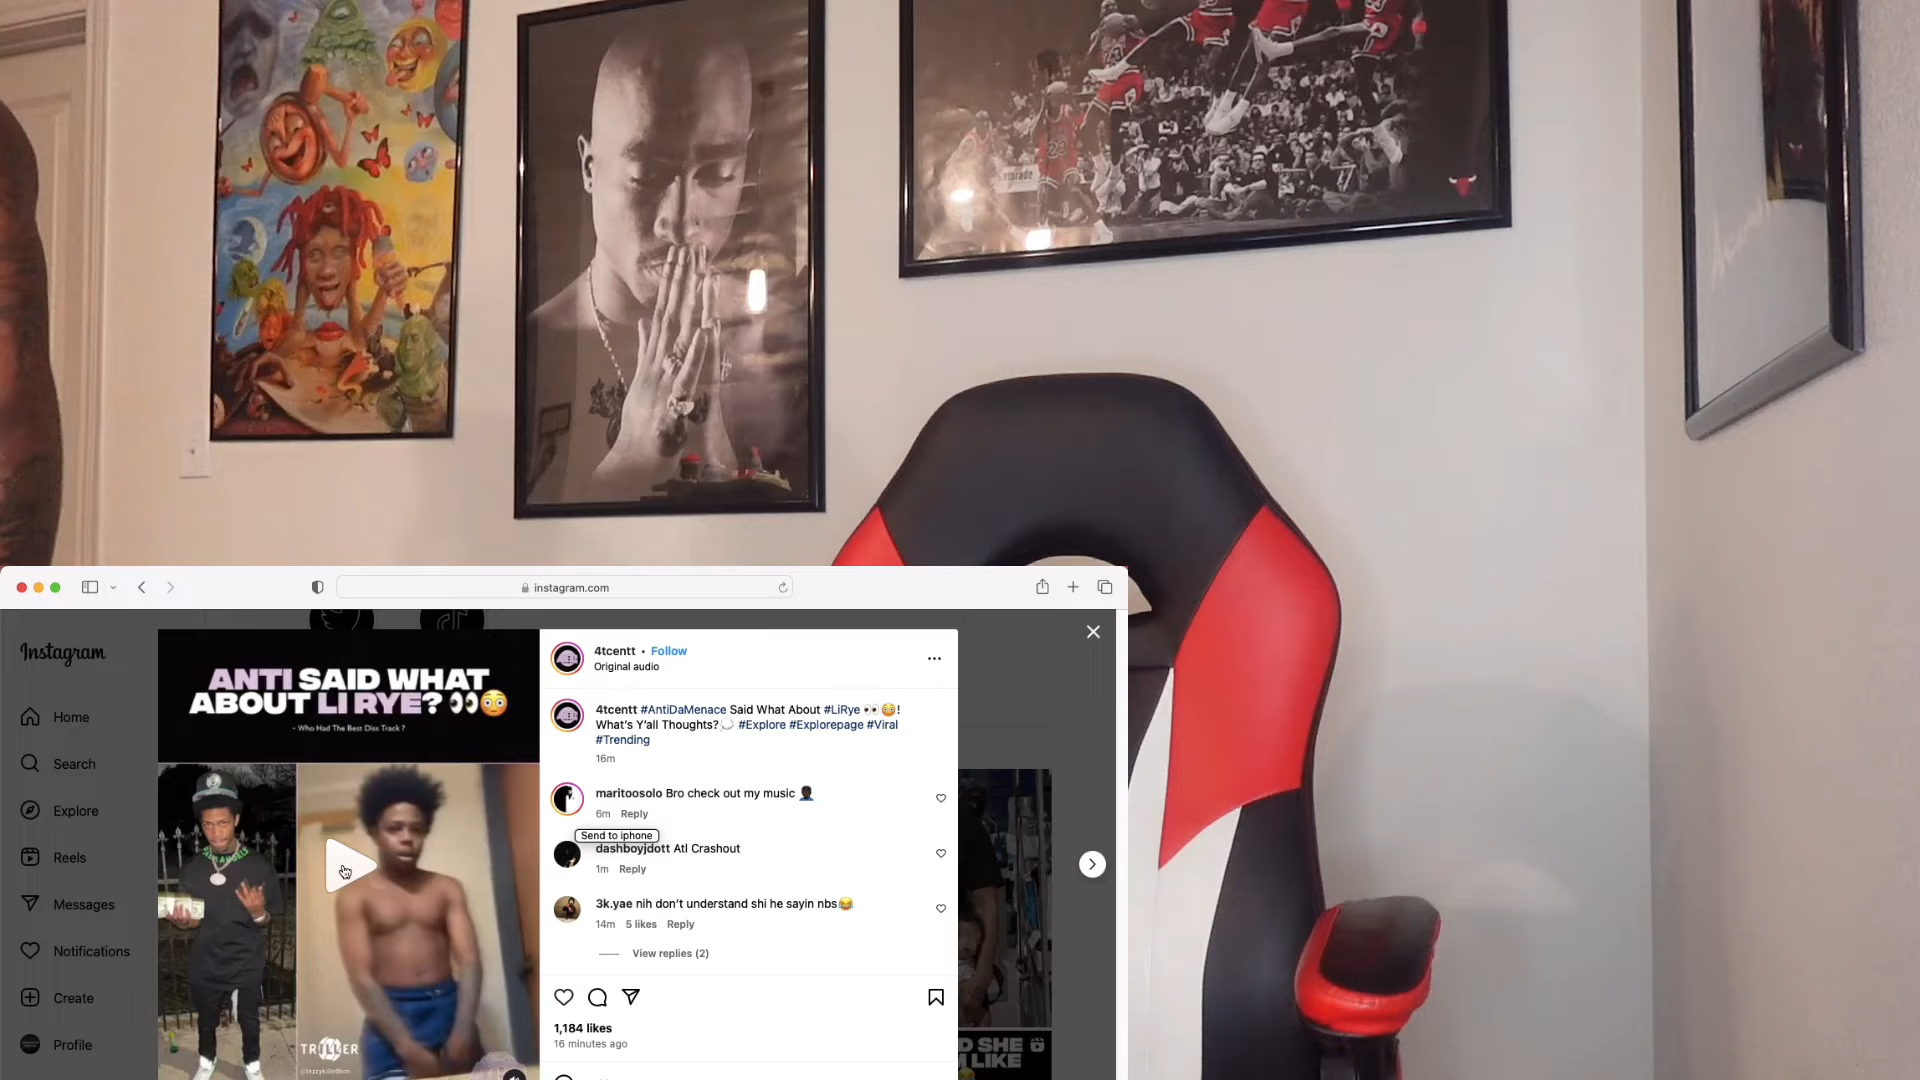 torade
23
instagram.com
Instagram
Home
Search
Explore
Reels
Messages
Notifications
Create
Profile
ANTI SAID WHAT
ABOUT LI RYE? 👀😳
- Who Had The Best Diss Track ?
TRILLER
4tcentt • Follow
Original audio
4tcentt #AntiDaMenace Said What About #LiRye 👀😳!
What's Y'all Thoughts?💭 #Explore #Explorepage #Viral
#Trending
16m
maritoosolo Bro check out my music 👤
6m Reply
Send to iphone
dashboyjdott Atl Crashout
1m Reply
3k.yae nih don't understand shi he sayin nbs😂
14m 5 likes Reply
View replies (2)
1,184 likes
16 minutes ago
D SHE
M LIKE